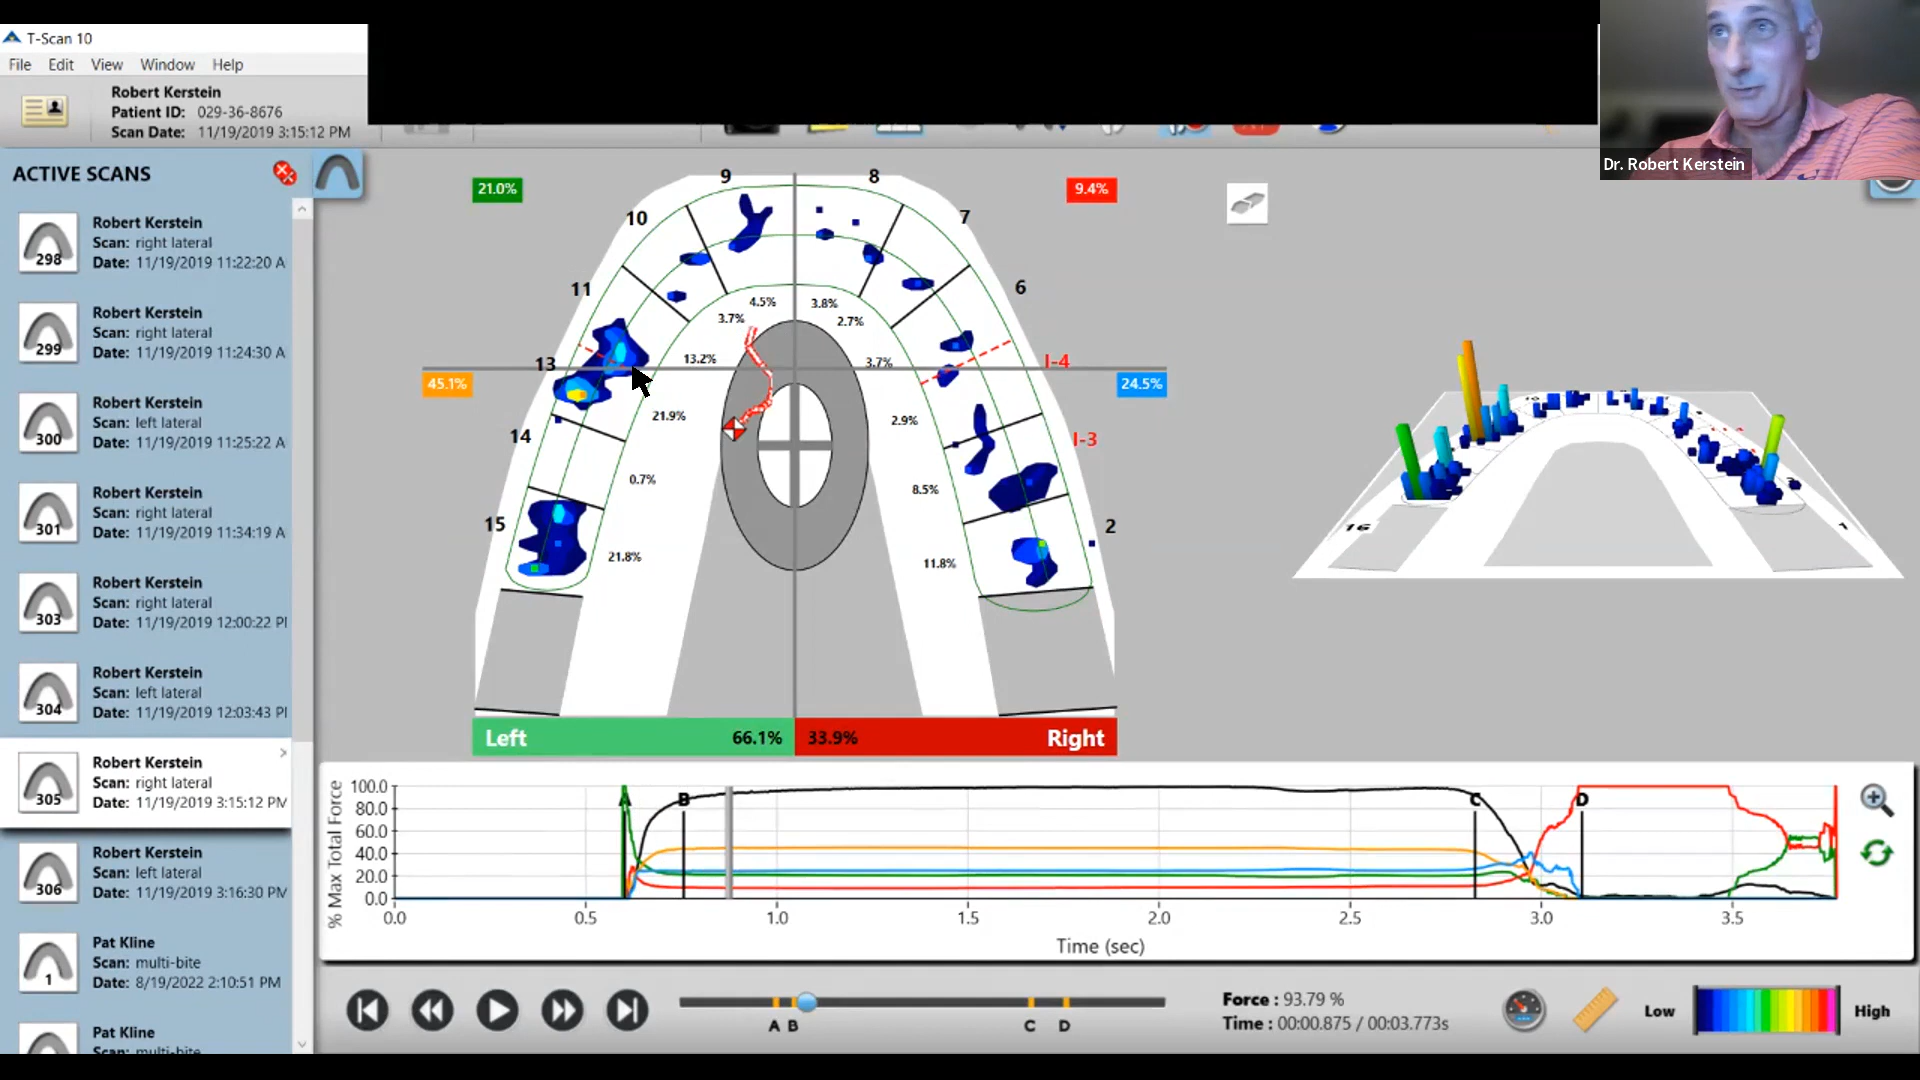 T-Scan 10
File Edit View Window Help
Robert Kerstein
Patient ID: 029-36-8676
Scan Date: 11/19/2019 3:15:12 PM
Dr. Robert Kerstein
ACTIVE SCANS
Robert Kerstein
Scan: right lateral
Date: 11/19/2019 11:22:20 A
298
Robert Kerstein
Scan: right lateral
Date: 11/19/2019 11:24:30 A
299
Robert Kerstein
Scan: left lateral
Date: 11/19/2019 11:25:22 A
300
Robert Kerstein
Scan: right lateral
Date: 11/19/2019 11:34:19 A
301
Robert Kerstein
Scan: right lateral
Date: 11/19/2019 12:00:22 PI
303
Robert Kerstein
Scan: left lateral
Date: 11/19/2019 12:03:43 PI
304
Robert Kerstein
Scan: right lateral
Date: 11/19/2019 3:15:12 PM
305
Robert Kerstein
Scan: left lateral
Date: 11/19/2019 3:16:30 PM
306
Pat Kline
Scan: multi-bite
Date: 8/19/2022 2:10:51 PM
1
Pat Kline
Scan: multi-bite
21.0% 9 8 9.4%
10 7
11 6
4.5% 3.8%
3.7% 2.7%
13 13.2% 3.7% I-4
45.1% 24.5%
14 21.9% 2.9% I-3
0.7% 8.5%
15 2
21.8% 11.8%
16 1
Left 66.1% 33.9% Right
% Max Total Force
100.0
80.0
60.0
40.0
20.0
0.0
A B C D
0.0 0.5 1.0 1.5 2.0 2.5 3.0 3.5
Time (sec)
A B C D
Force : 93.79 %
Time : 00:00.875 / 00:03.773s
Low High